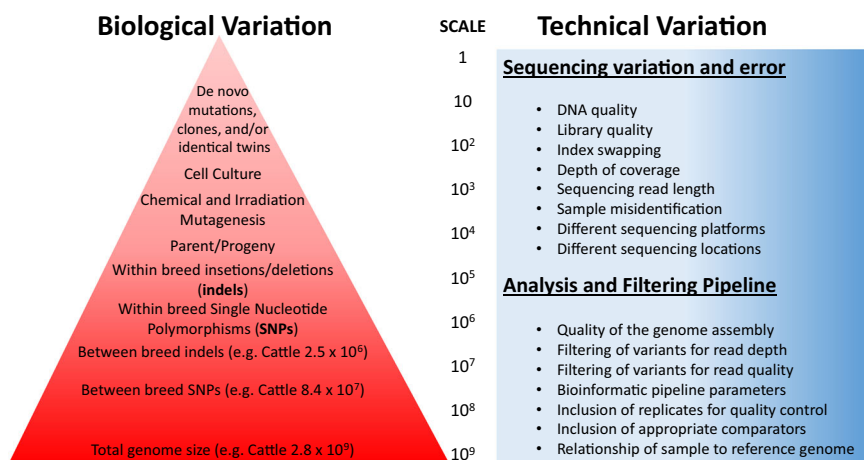 Biological Variation
De novo
mutations,
clones, and/or
identical twins
Cell Culture
Chemical and Irradiation
Mutagenesis
Parent/Progeny
Within breed insetions/deletions
(indels)
Within breed Single Nucleotide
Polymorphisms (SNPs)
Between breed indels (e.g. Cattle 2.5 x 10⁶)
Between breed SNPs (e.g. Cattle 8.4 x 10⁷)
Total genome size (e.g. Cattle 2.8 x 10⁹)
SCALE
1
10
10²
10³
10⁴
10⁵
10⁶
10⁷
10⁸
10⁹
Technical Variation
Sequencing variation and error
• DNA quality
• Library quality
• Index swapping
• Depth of coverage
• Sequencing read length
• Sample misidentification
• Different sequencing platforms
• Different sequencing locations
Analysis and Filtering Pipeline
• Quality of the genome assembly
• Filtering of variants for read depth
• Filtering of variants for read quality
• Bioinformatic pipeline parameters
• Inclusion of replicates for quality control
• Inclusion of appropriate comparators
• Relationship of sample to reference genome